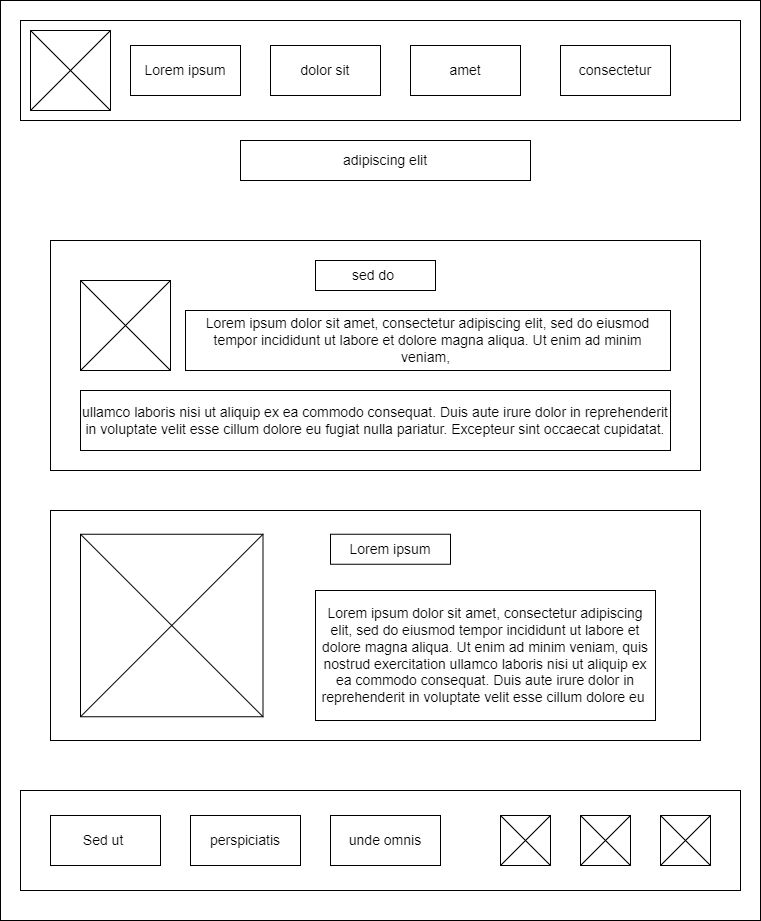 Lorem ipsum
dolor sit
amet
consectetur
adipiscing elit
sed do
Lorem ipsum dolor sit amet, consectetur adipiscing elit, sed do eiusmod
tempor incididunt ut labore et dolore magna aliqua. Ut enim ad minim
veniam,
ullamco laboris nisi ut aliquip ex ea commodo consequat. Duis aute irure dolor in reprehenderit
in voluptate velit esse cillum dolore eu fugiat nulla pariatur. Excepteur sint occaecat cupidatat.
Lorem ipsum
Lorem ipsum dolor sit amet, consectetur adipiscing
elit, sed do eiusmod tempor incididunt ut labore et
dolore magna aliqua. Ut enim ad minim veniam, quis
nostrud exercitation ullamco laboris nisi ut aliquip ex
ea commodo consequat. Duis aute irure dolor in
reprehenderit in voluptate velit esse cillum dolore eu
Sed ut
perspiciatis
unde omnis